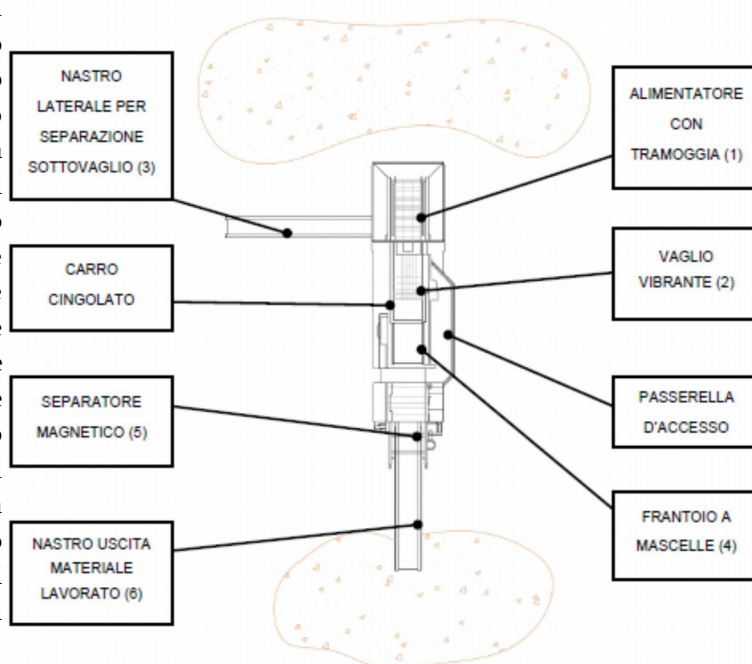 NASTRO
LATERALE PER
SEPARAZIONE
SOTTOVAGLIO (3)
CARRO
CINGOLATO
SEPARATORE
MAGNETICO (5)
NASTRO USCITA
MATERIALE
LAVORATO (6)
ALIMENTATORE
CON
TRAMOGGIA (1)
VAGLIO
VIBRANTE (2)
PASSERELLA
D'ACCESSO
FRANTOIO A
MASCELLE (4)